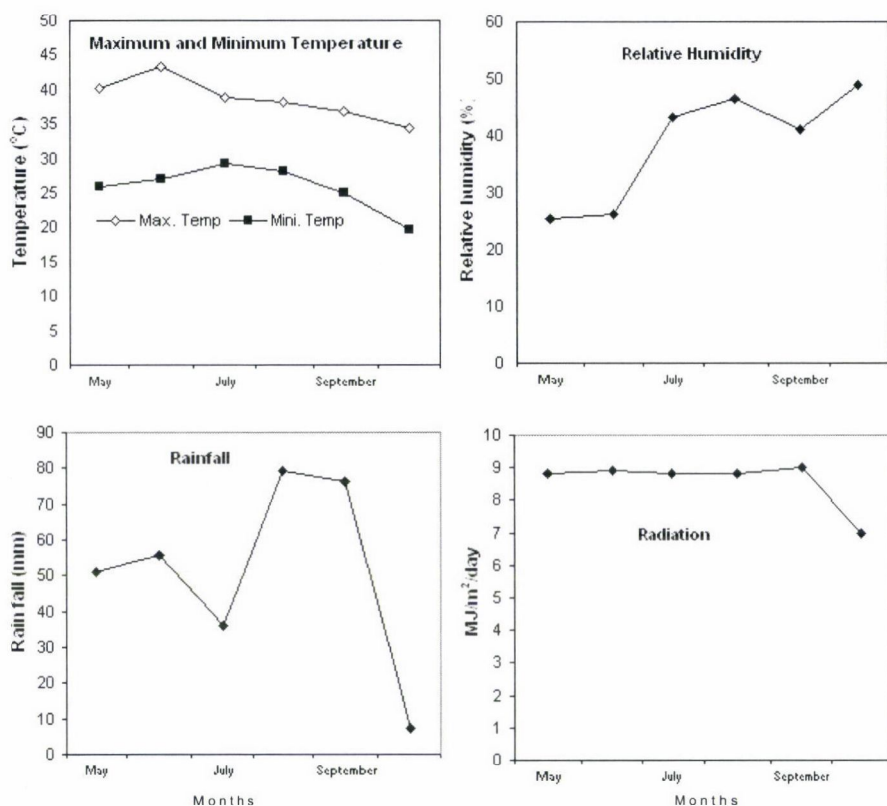 Maximum and Minimum Temperature
Temperature (°C)
50
45
40
35
30
25
20
15
10
5
0
Max. Temp
Mini. Temp
May
July
September
Relative Humidity
Relative humidity (%)
60
50
40
30
20
10
0
May
July
September
Rainfall
Rainfall (mm)
90
80
70
60
50
40
30
20
10
0
May
July
September
Months
Radiation
MJ/m²/day
10
9
8
7
6
5
4
3
2
1
0
May
July
September
Months